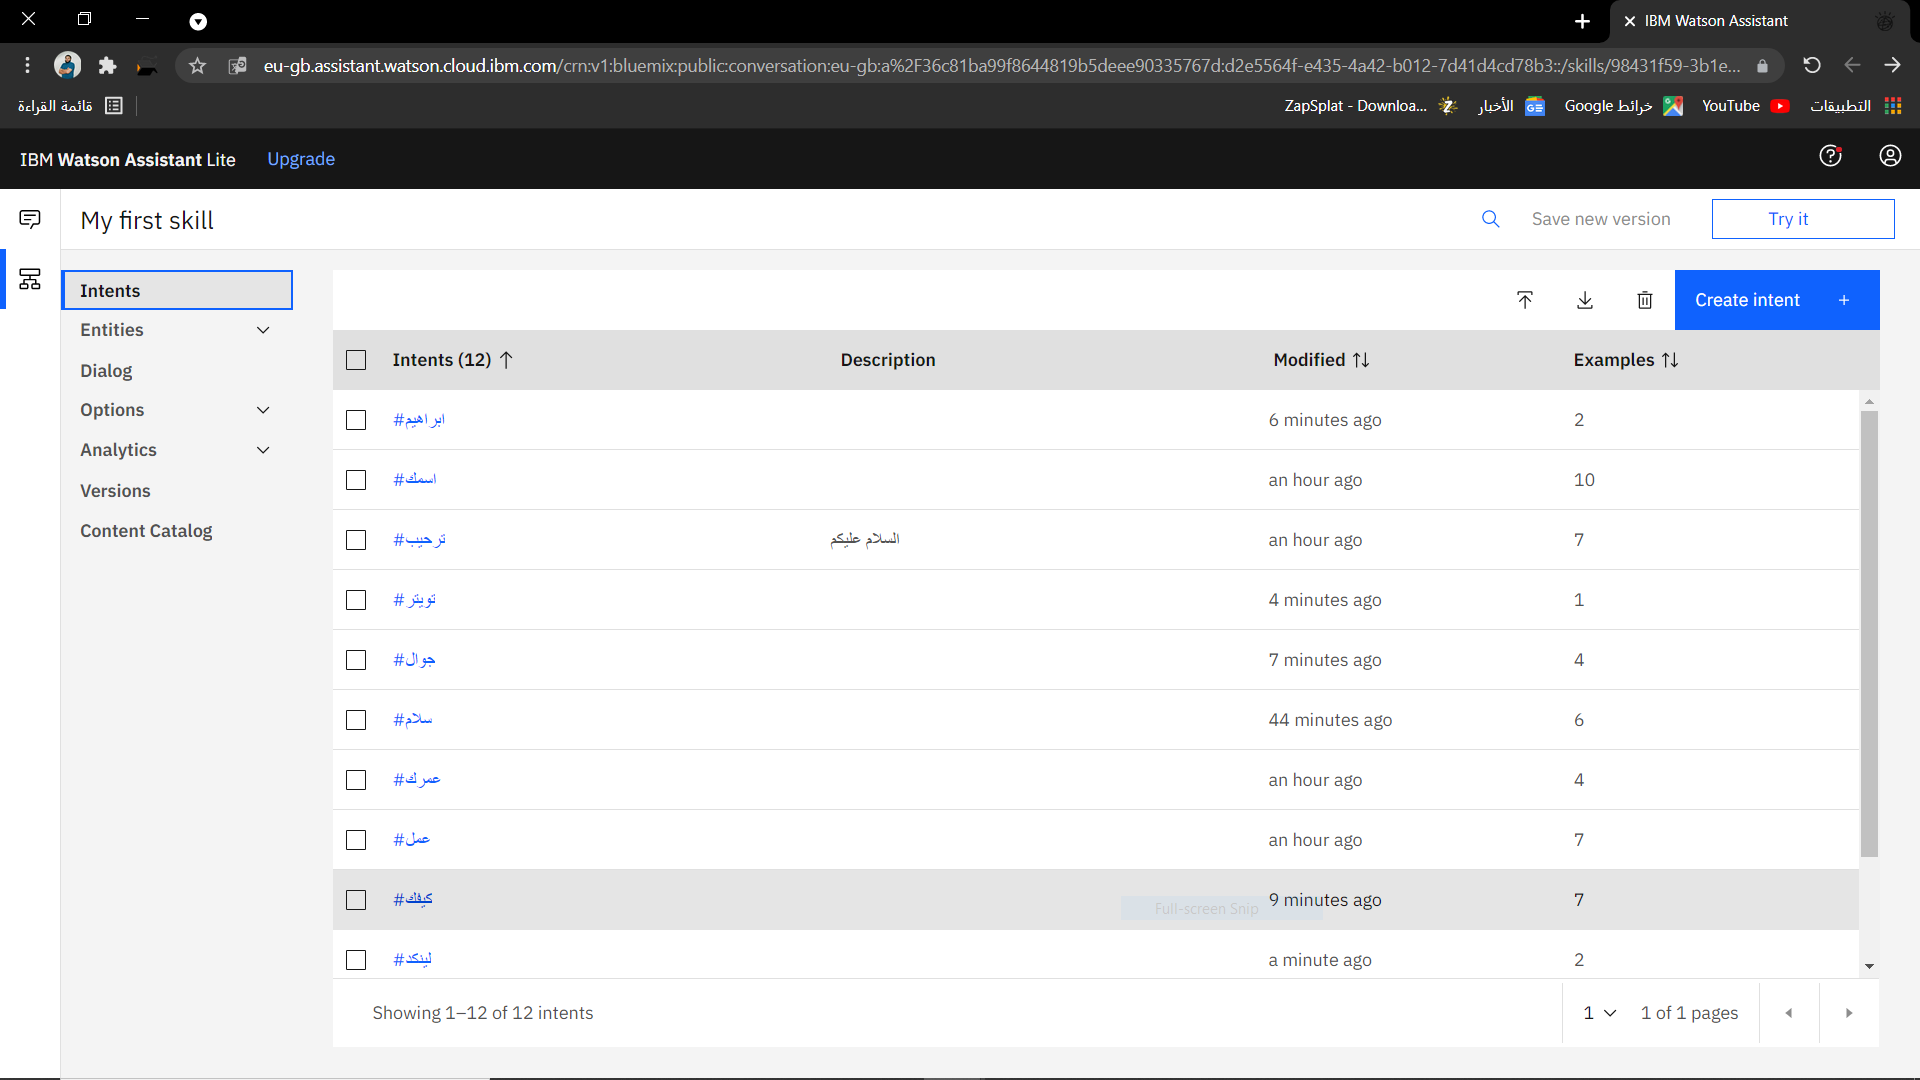 IBM Watson Assistant
eu-gb.assistant.watson.cloud.ibm.com/crn:v1:bluemix:public:conversation:eu-gb:a%2F36c81ba99f8644819b5deee90335767d:d2e5564f-e435-4a42-b012-7d41d4cd78b3::/skills/98431f59-3b1e...
قائمة القراءة
ZapSplat - Downloa...
الأخبار
خرائط Google
YouTube
التطبيقات
IBM Watson Assistant Lite Upgrade
My first skill
Save new version
Try it
Intents
Entities
Dialog
Options
Analytics
Versions
Content Catalog
Create intent +
Intents (12) Description Modified Examples
#ابراهيم 6 minutes ago 2
#اسمك an hour ago 10
#ترحيب السلام عليكم an hour ago 7
#تويتر 4 minutes ago 1
#جوال 7 minutes ago 4
#سلام 44 minutes ago 6
#عمرك an hour ago 4
#عمل an hour ago 7
#كيفك 9 minutes ago 7
Full-screen Snip
#لينكد a minute ago 2
Showing 1–12 of 12 intents
1
1 of 1 pages